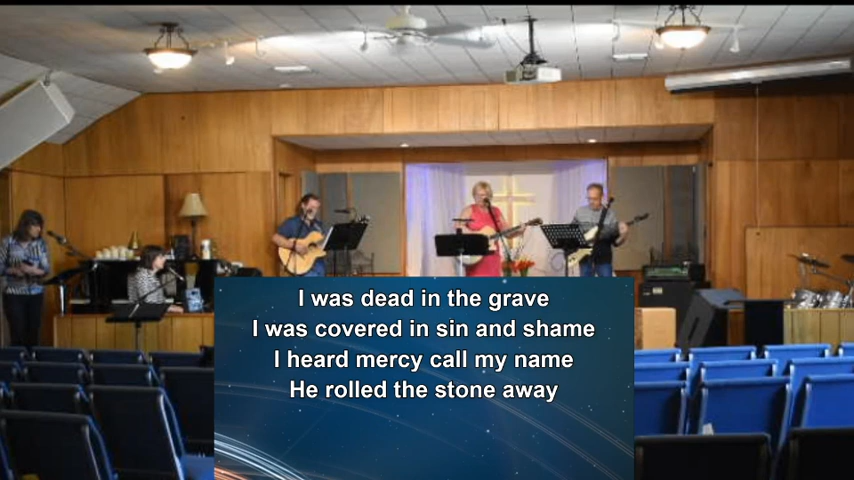 I was dead in the grave
I was covered in sin and shame
I heard mercy call my name
He rolled the stone away